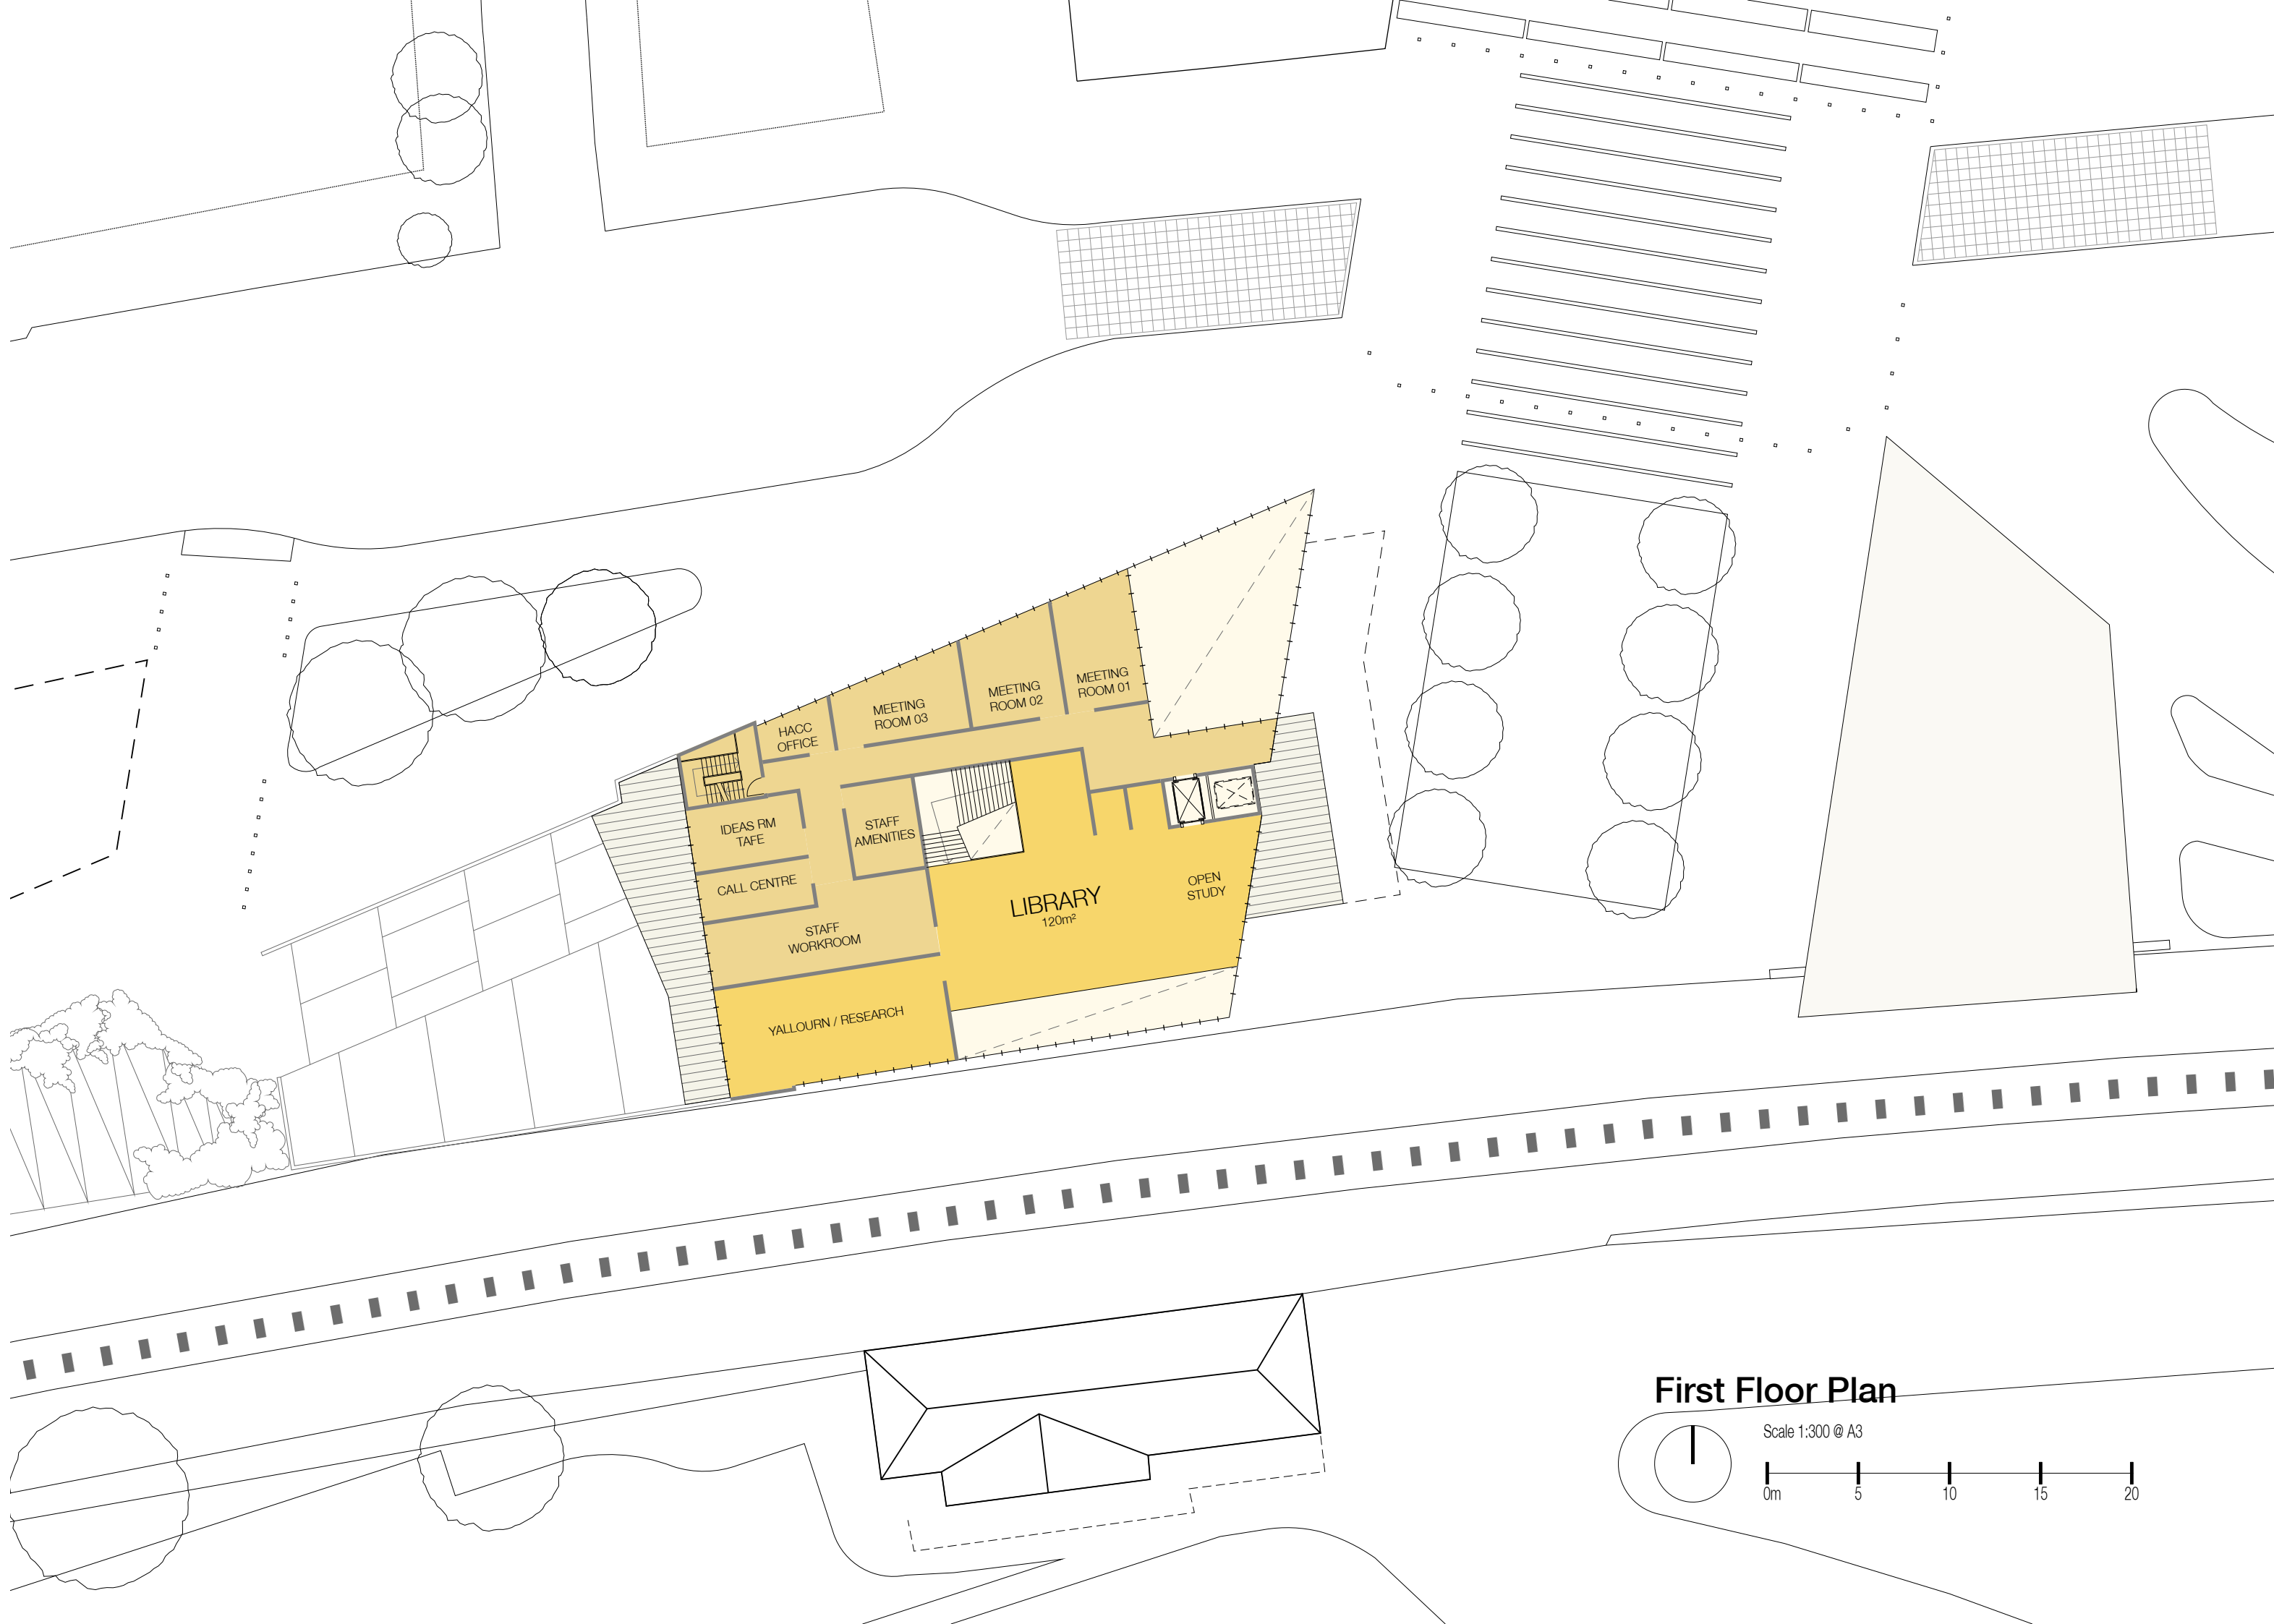 MEETING
ROOM 01
MEETING
ROOM 02
MEETING
ROOM 03
HACC
OFFICE
IDEAS RM
TAFE
STAFF
AMENITIES
CALL CENTRE
STAFF
WORKROOM
LIBRARY
120m²
OPEN
STUDY
YALLOURN / RESEARCH
First Floor Plan
Scale 1:300 @ A3
0m 5 10 15 20